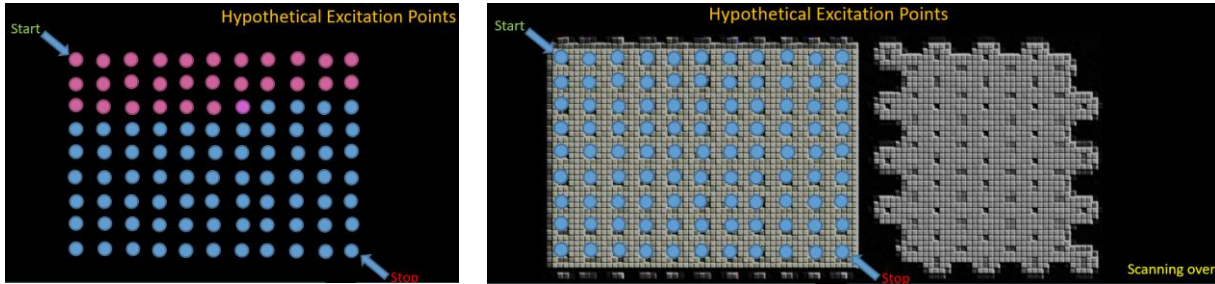 Hypothetical Excitation Points
Start
Stop
Hypothetical Excitation Points
Start
Stop
Scanning over